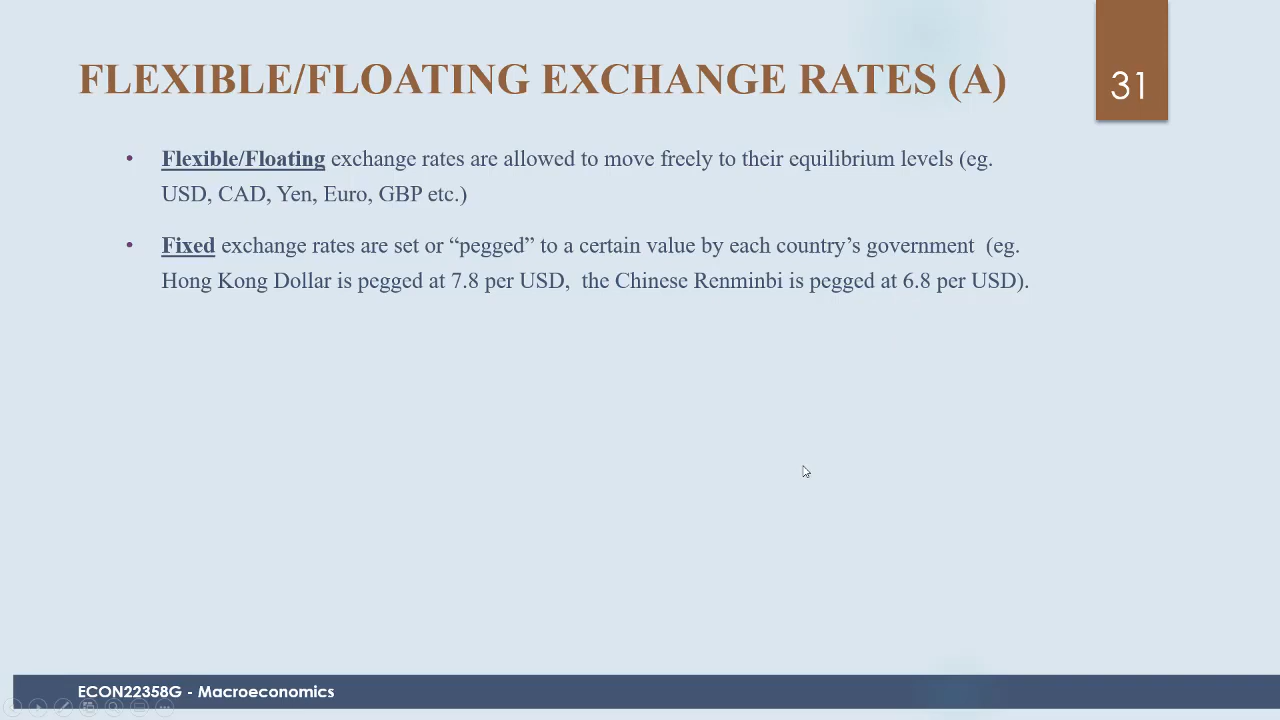 FLEXIBLE/FLOATING EXCHANGE RATES (A)
31
• Flexible/Floating exchange rates are allowed to move freely to their equilibrium levels (eg.
USD, CAD, Yen, Euro, GBP etc.)
• Fixed exchange rates are set or “pegged” to a certain value by each country’s government (eg.
Hong Kong Dollar is pegged at 7.8 per USD, the Chinese Renminbi is pegged at 6.8 per USD).
ECON22358G - Macroeconomics